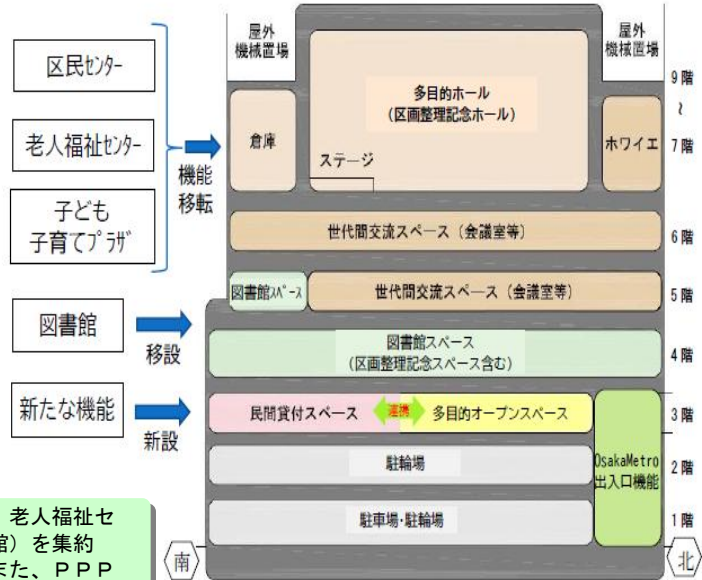 区民ｾﾝﾀｰ
老人福祉ｾﾝﾀｰ
子ども
子育てﾌﾟﾗｻﾞ
機能
移転
図書館
移設
新たな機能
新設
屋外
機械置場
屋外
機械置場
多目的ホール
(区画整理記念ホール)
倉庫
ステージ
ホワイエ
9階
~
7階
世代間交流スペース(会議室等)
6階
図書館ｽﾍﾟｰｽ
世代間交流スペース(会議室等)
5階
図書館スペース
(区画整理記念スペース含む)
4階
民間貸付スペース
連携
多目的オープンスペース
3階
駐輪場
OsakaMetro
出入口機能
2階
駐車場・駐輪場
1階
南
北
老人福祉セ
館)を集約
また、ＰＰＰ